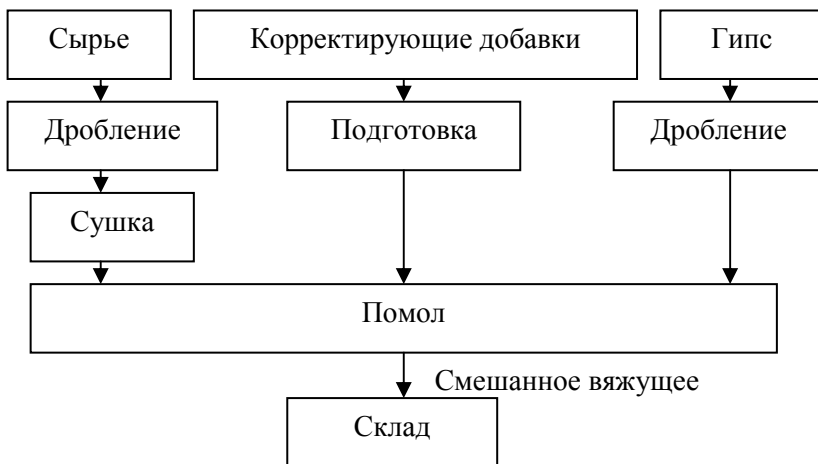 Сырье
Корректирующие добавки
Гипс
Дробление
Подготовка
Дробление
Сушка
Помол
Смешанное вяжущее
Склад